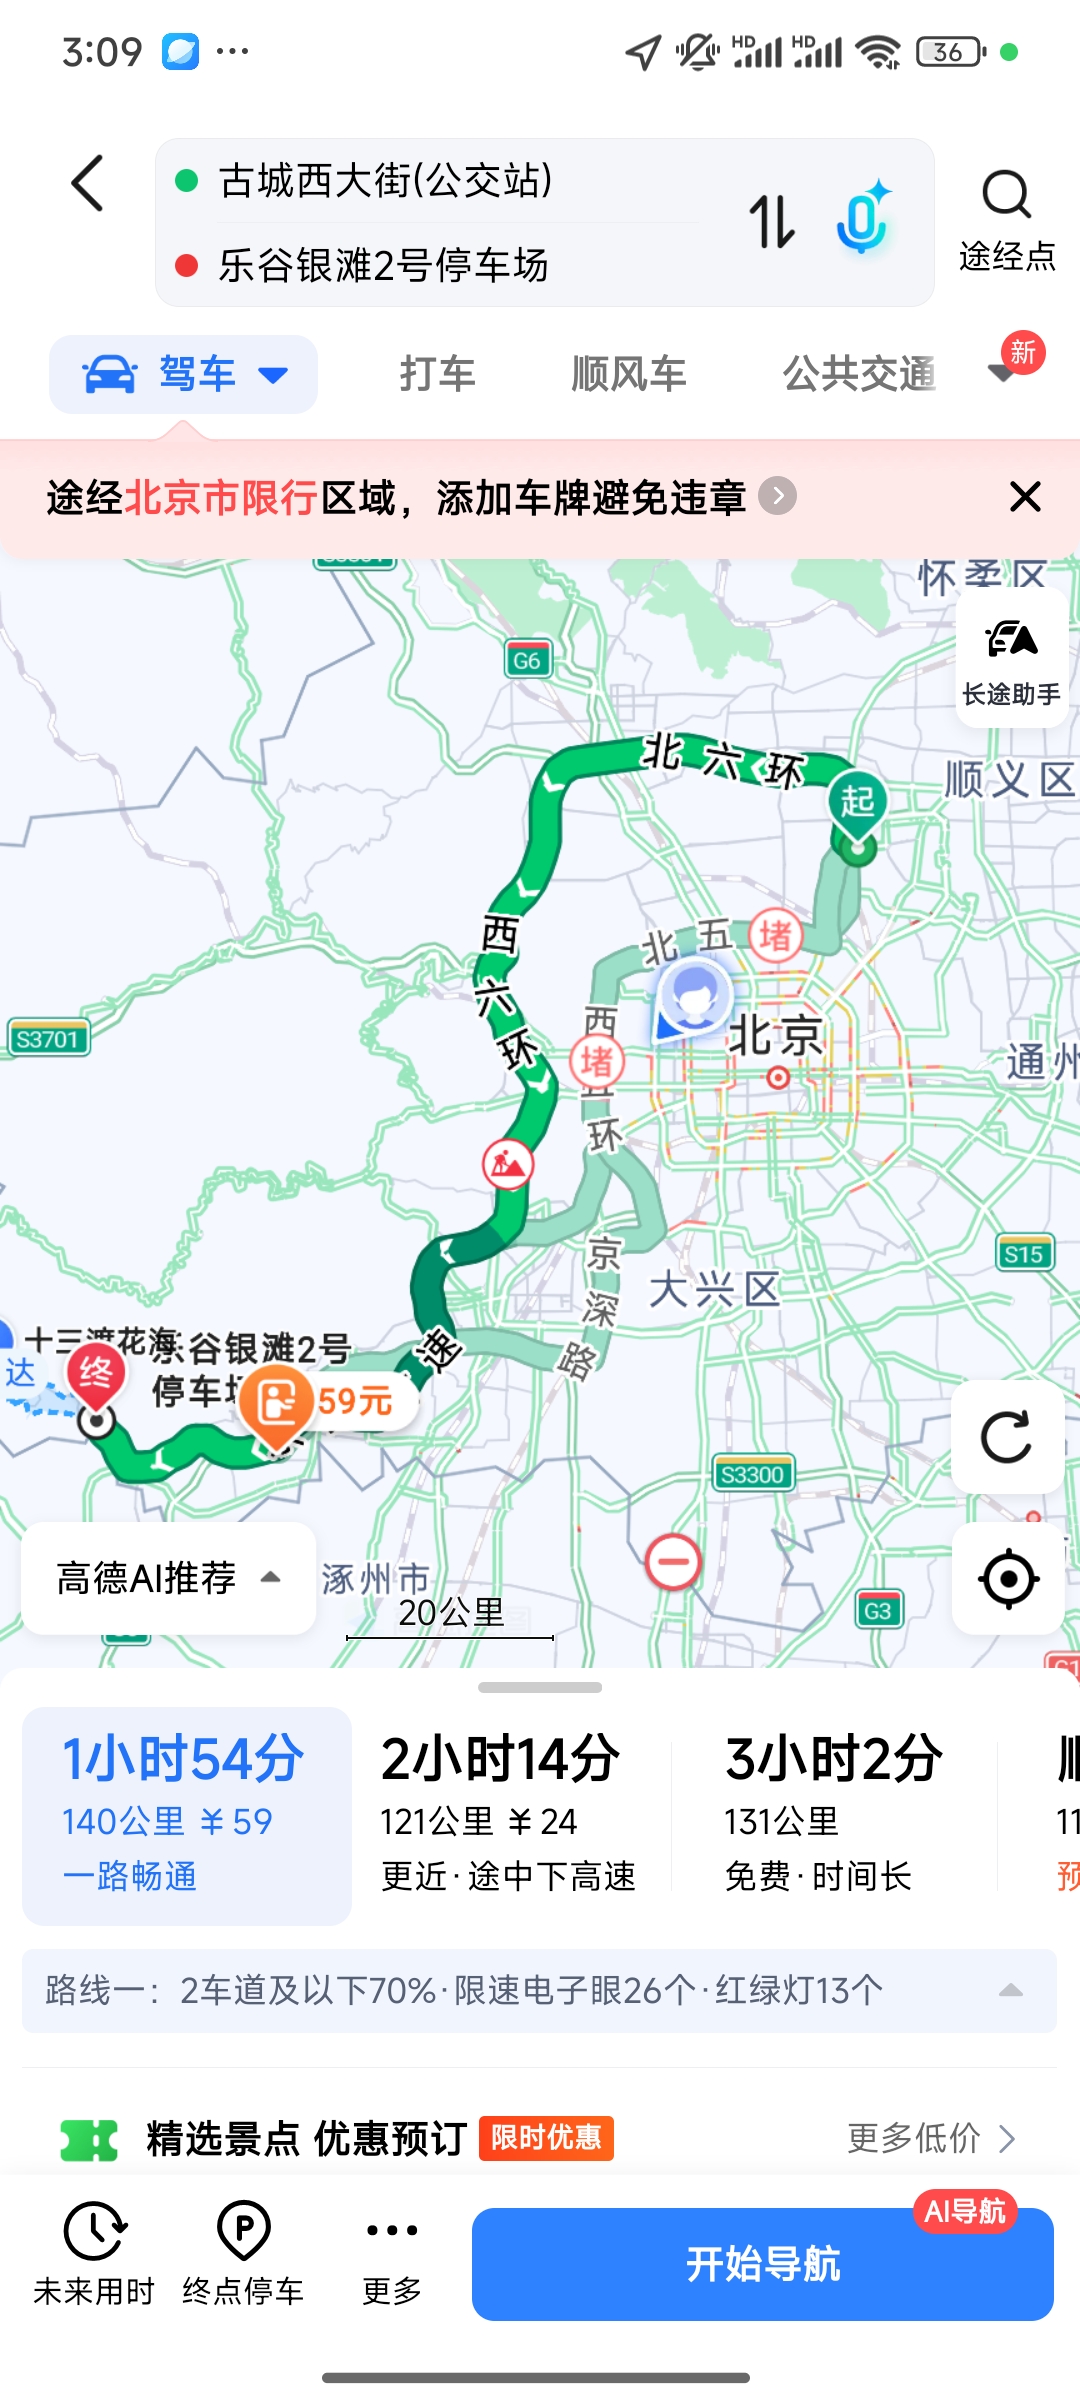 3:09
HD HD 36
古城西大街(公交站)
乐谷银滩2号停车场
途经点
驾车 打车 顺风车 公共交通 新
途经北京市限行区域，添加车牌避免违章
怀柔区
G6
长途助手
北六环
顺义区
起
北五
堵
西六环
西五环
堵
北京
S3701
通州
S15
京深路
大兴区
十三渡花海
乐谷银滩2号
停车场
达
终
速
59元
S3300
高德AI推荐
涿州市
20公里
G3
1小时54分 2小时14分 3小时2分
140公里 ¥59 121公里 ¥24 131公里 11
一路畅通 更近·途中下高速 免费·时间长 预
路线一：2车道及以下70%·限速电子眼26个·红绿灯13个
精选景点 优惠预订 限时优惠 更多低价
未来用时 终点停车 更多 开始导航 AI导航